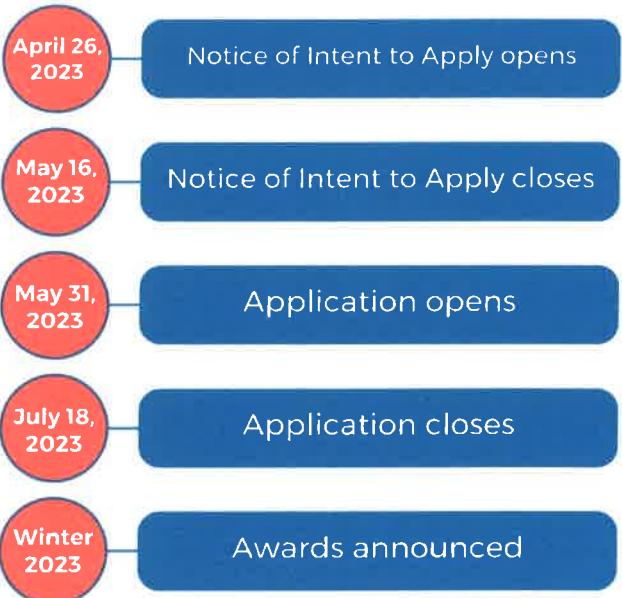 April 26,
2023
Notice of Intent to Apply opens
May 16,
2023
Notice of Intent to Apply closes
May 31,
2023
Application opens
July 18,
2023
Application closes
Winter
2023
Awards announced